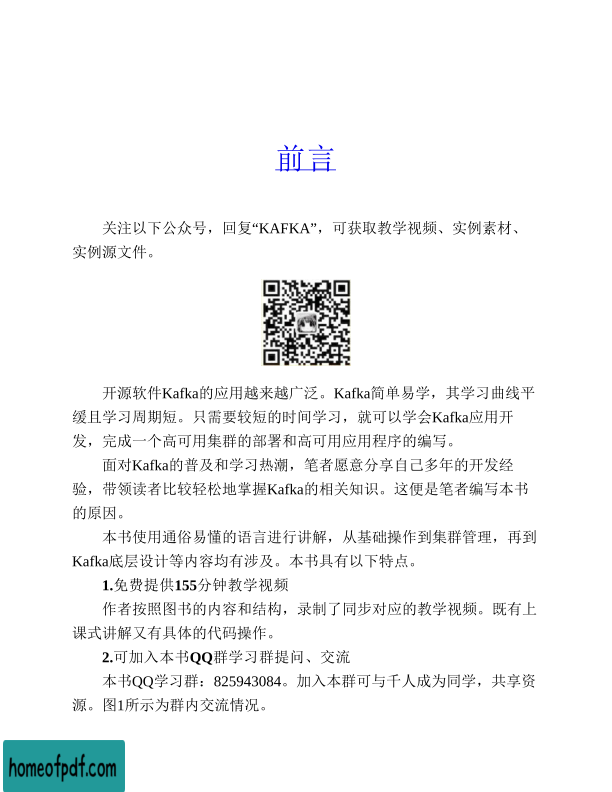 前言
关注以下公众号，回复“KAFKA”，可获取教学视频、实例素材、
实例源文件。
开源软件Kafka的应用越来越广泛。Kafka简单易学，其学习曲线平
缓且学习周期短。只需要较短的时间学习，就可以学会Kafka应用开
发，完成一个高可用集群的部署和高可用应用程序的编写。
面对Kafka的普及和学习热潮，笔者愿意分享自己多年的开发经
验，带领读者比较轻松地掌握Kafka的相关知识。这便是笔者编写本书
的原因。
本书使用通俗易懂的语言进行讲解，从基础操作到集群管理，再到
Kafka底层设计等内容均有涉及。本书具有以下特点。
1.免费提供155分钟教学视频
作者按照图书的内容和结构，录制了同步对应的教学视频。既有上
课式讲解又有具体的代码操作。
2.可加入本书QQ群学习群提问、交流
本书QQ学习群：825943084。加入本群可与千人成为同学，共享资
源。图1所示为群内交流情况。
homeofpdf.com